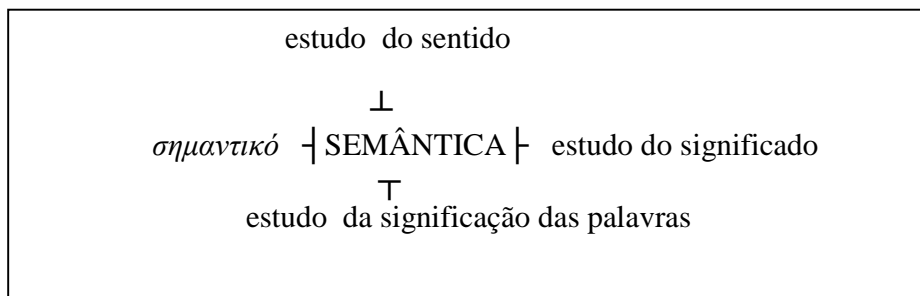 estudo do sentido
┴
σημαντικό ┤SEMÂNTICA├ estudo do significado
┬
estudo da significação das palavras